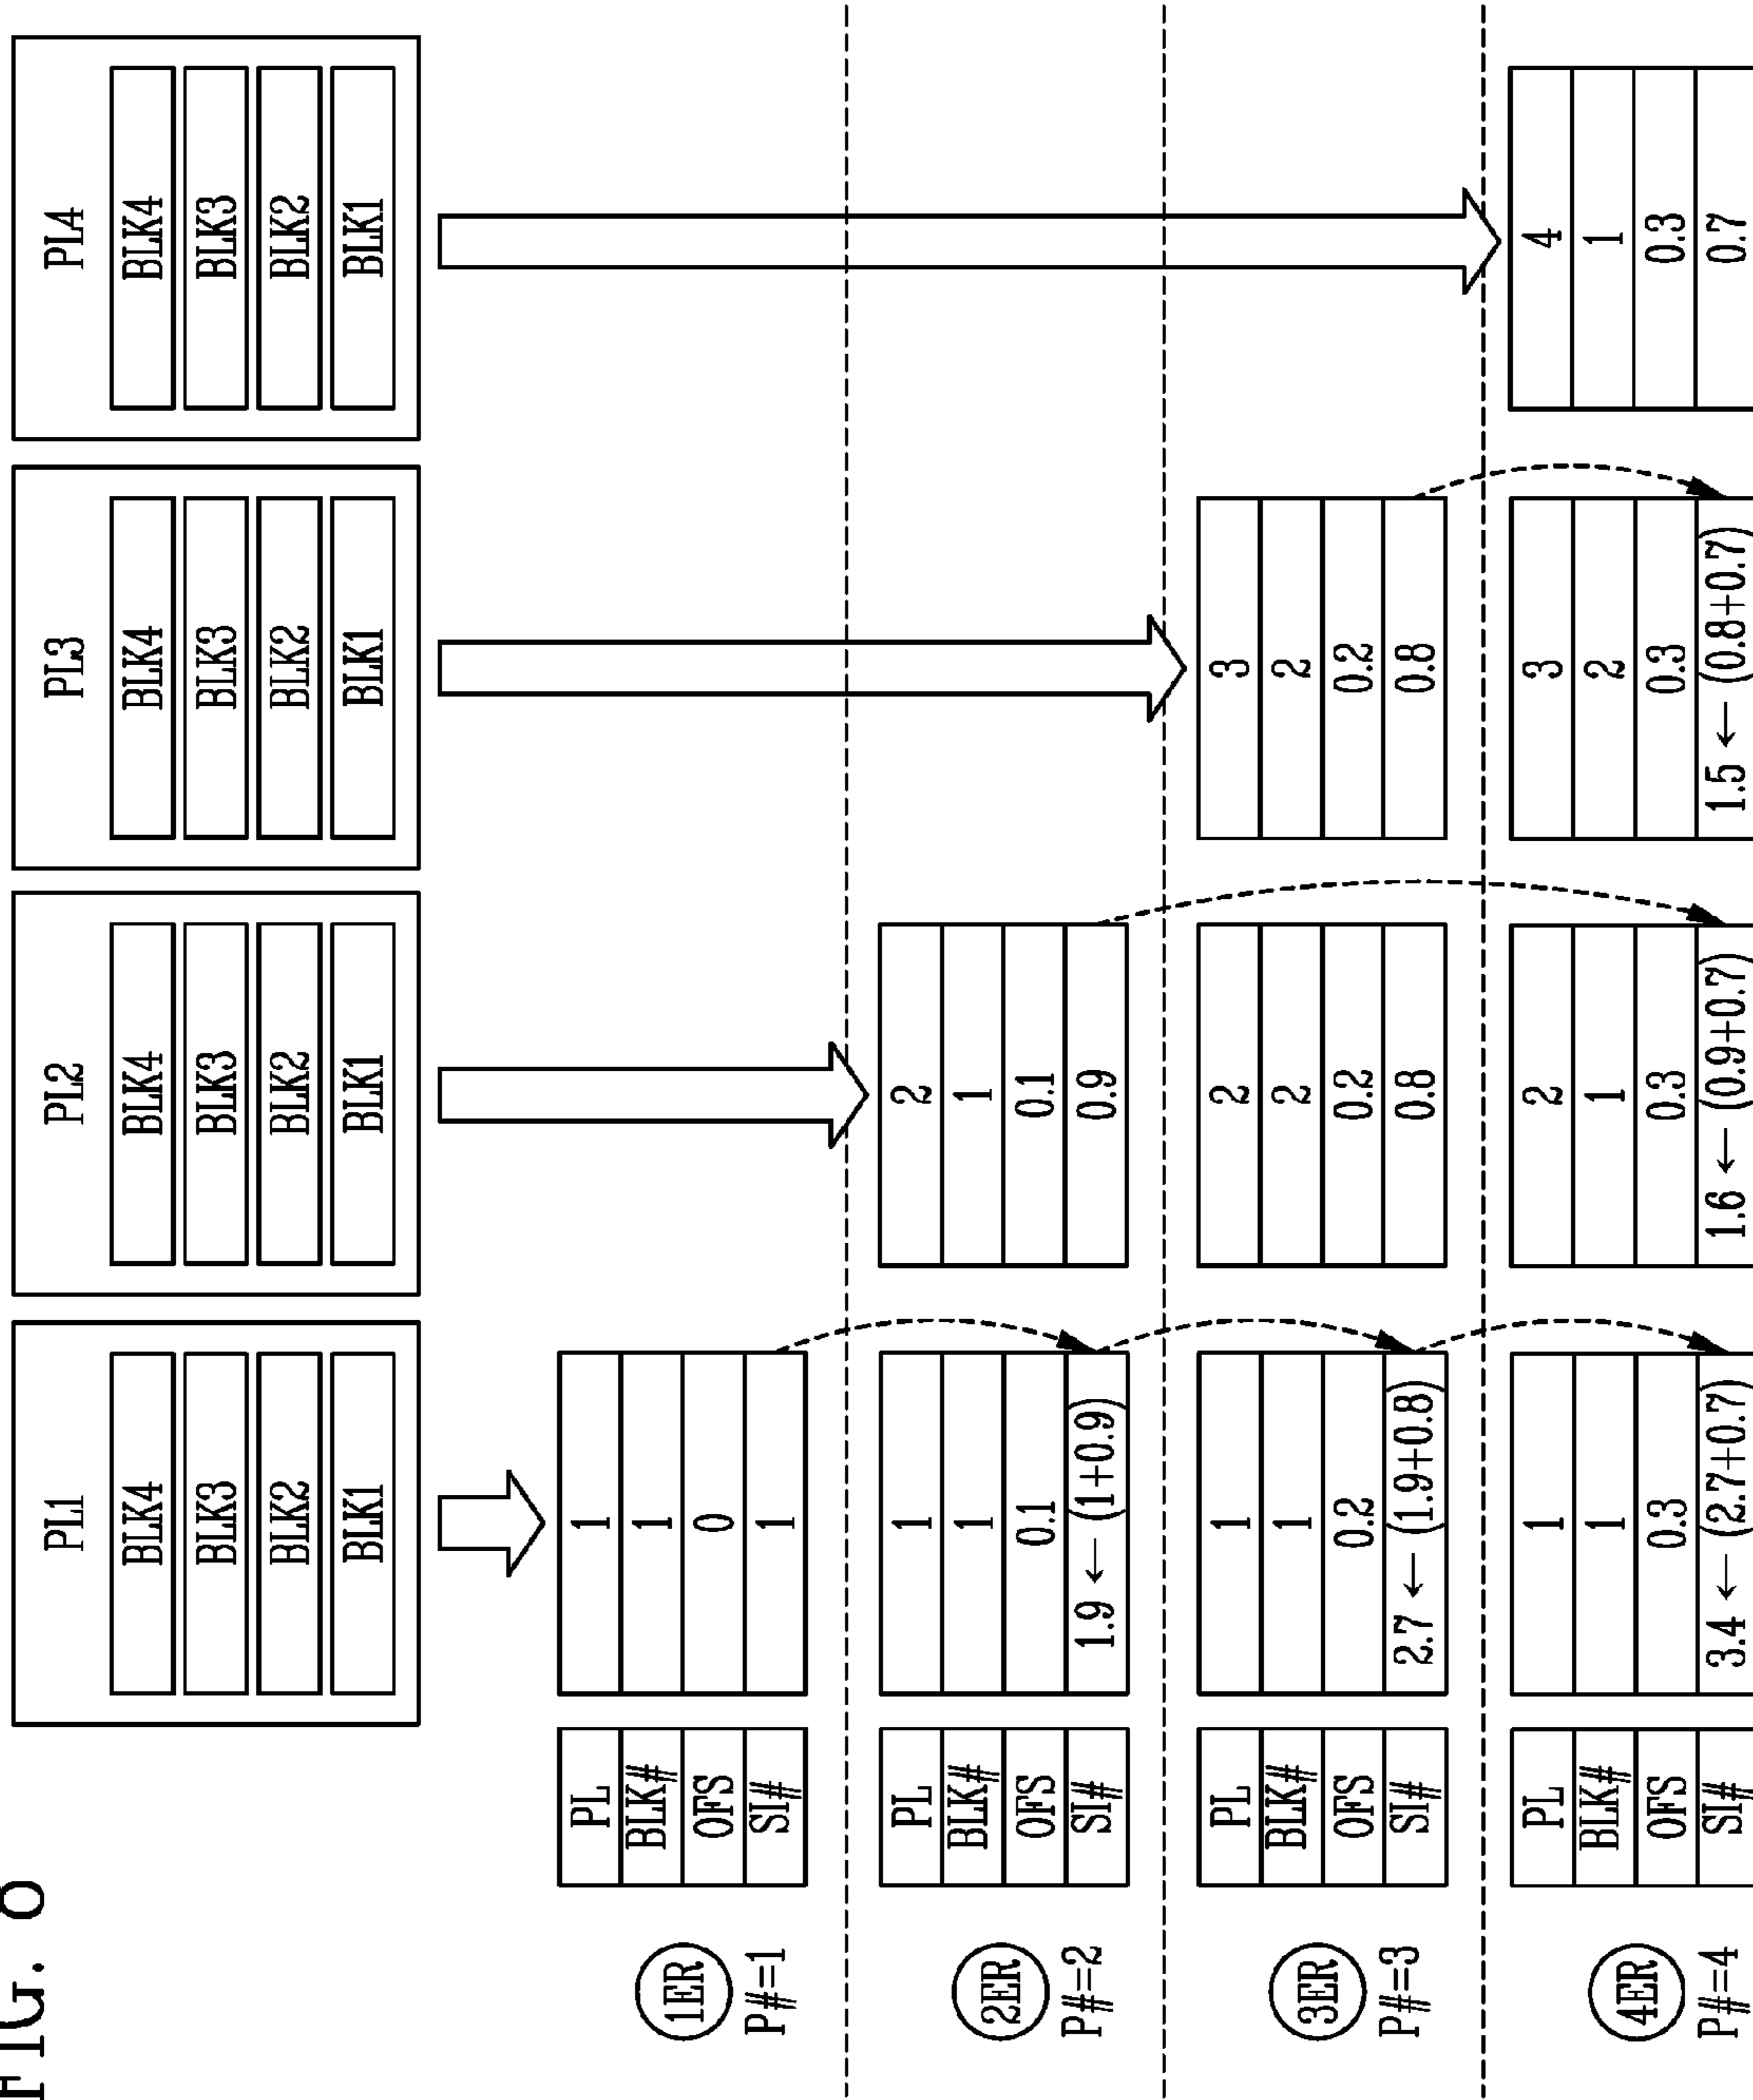 FIG.
PL1 PL2 PL3 PL4
BLK4 BLK4 BLK4 BLK4
BLK3 BLK3 BLK3 BLK3
BLK2 BLK2 BLK2 BLK2
BLK1 BLK1 BLK1 BLK1
1ER
P#=1
PL 1
BLK# 1
OFS 0
SI# 1
2ER
P#=2
PL 1 2
BLK# 1 1
OFS 0.1 0.1
SI# 1.9 ← (1+0.9) 0.9
3ER
P#=3
PL 1 2 3
BLK# 1 2 2
OFS 0.2 0.2 0.2
SI# 2.7 ← (1.9+0.8) 0.8 0.8
4ER
P#=4
PL 1 2 3 4
BLK# 1 1 2 1
OFS 0.3 0.3 0.3 0.3
SI# 3.4 ← (2.7+0.7) 1.6 ← (0.9+0.7) 1.5 ← (0.8+0.7) 0.7